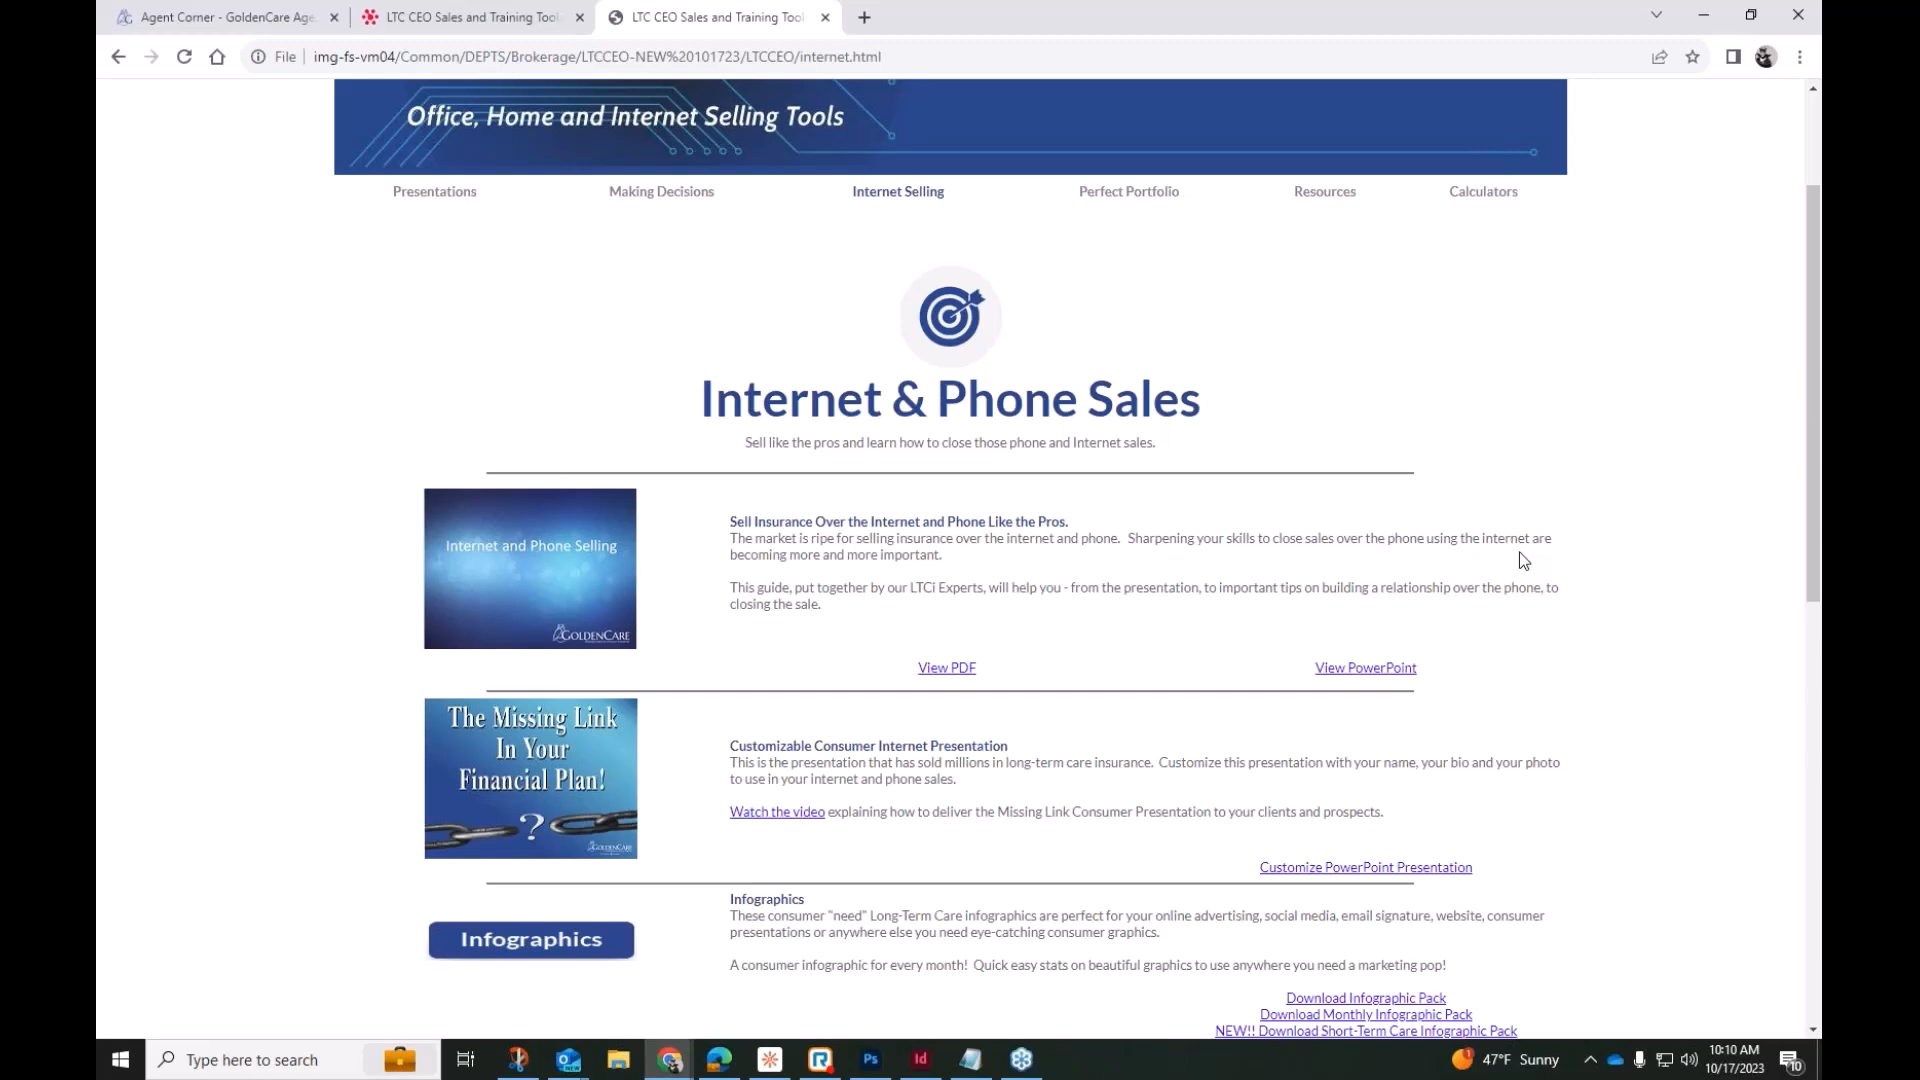 Agent Corner - GoldenCare Age
LTC CEO Sales and Training Tool
LTC CEO Sales and Training Tool
File
img-fs-vm04/Common/DEPTS/Brokerage/LTCCEO-NEW%20101723/LTCCEO/internet.html
Office, Home and Internet Selling Tools
Presentations
Making Decisions
Internet Selling
Perfect Portfolio
Resources
Calculators
Internet & Phone Sales
Sell like the pros and learn how to close those phone and Internet sales.
Internet and Phone Selling
GOLDENCARE
Sell Insurance Over the Internet and Phone Like the Pros.
The market is ripe for selling insurance over the internet and phone. Sharpening your skills to close sales over the phone using the internet are
becoming more and more important.
This guide, put together by our LTCi Experts, will help you - from the presentation, to important tips on building a relationship over the phone, to
closing the sale.
View PDF
View PowerPoint
The Missing Link
In Your
Financial Plan!
?
GOLDENCARE
Customizable Consumer Internet Presentation
This is the presentation that has sold millions in long-term care insurance. Customize this presentation with your name, your bio and your photo
to use in your internet and phone sales.
Watch the video explaining how to deliver the Missing Link Consumer Presentation to your clients and prospects.
Customize PowerPoint Presentation
Infographics
Infographics
These consumer "need" Long-Term Care infographics are perfect for your online advertising, social media, email signature, website, consumer
presentations or anywhere else you need eye-catching consumer graphics.
A consumer infographic for every month! Quick easy stats on beautiful graphics to use anywhere you need a marketing pop!
Download Infographic Pack
Download Monthly Infographic Pack
NEW!! Download Short-Term Care Infographic Pack
Type here to search
NEW
R
Ps
Id
1
47°F Sunny
10:10 AM
10/17/2023
10